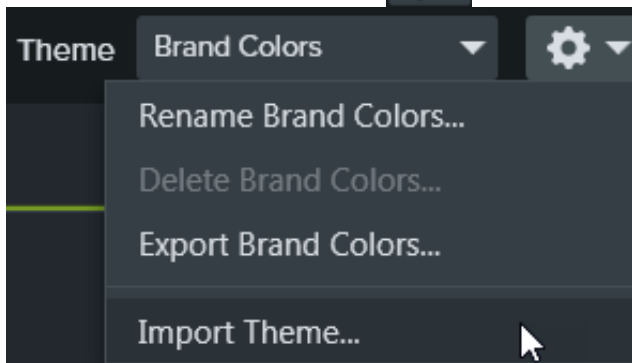 Theme Brand Colors
Rename Brand Colors...
Delete Brand Colors...
Export Brand Colors...
Import Theme...